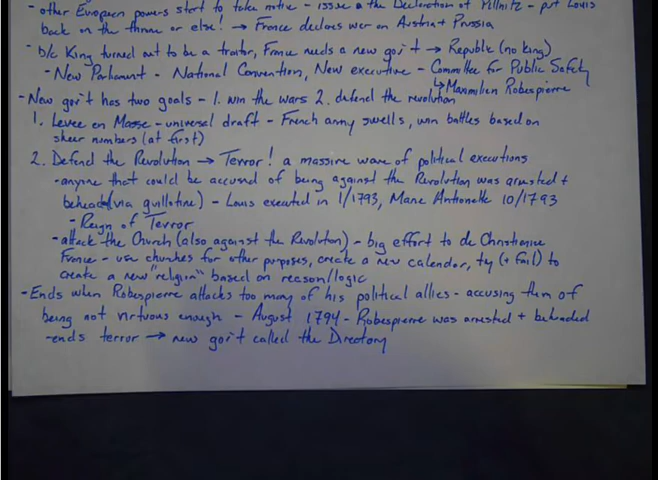 - other European powers start to take notice - issue the Declaration of Pillnitz - put Louis
back on the throne or else! → France declares war on Austria + Prussia
- b/c King turned out to be a traitor, France needs a new gov't → Republic (no king)
- New Parliament - National Convention, New executive - Committee for Public Safety
↳ Maximilien Robespierre
- New gov't has two goals - 1. win the wars 2. defend the revolution
1. Levee en Masse - universal draft - French army swells, win battles based on
sheer numbers (at first)
2. Defend the Revolution → Terror! a massive wave of political executions
- anyone that could be accused of being against the Revolution was arrested +
beheaded (via guillotine) - Louis executed in 1/1793, Marie Antionette 10/1793
- Reign of Terror
- attack the Church (also against the Revolution) - big effort to de Christianize
France - use churches for other purposes, create a new calendar, try (+ fail) to
create a new "religion" based on reason/logic
- Ends when Robespierre attacks too many of his political allies - accusing them of
being not virtuous enough - August 1794 - Robespierre was arrested + beheaded
- ends terror → new gov't called the Directory